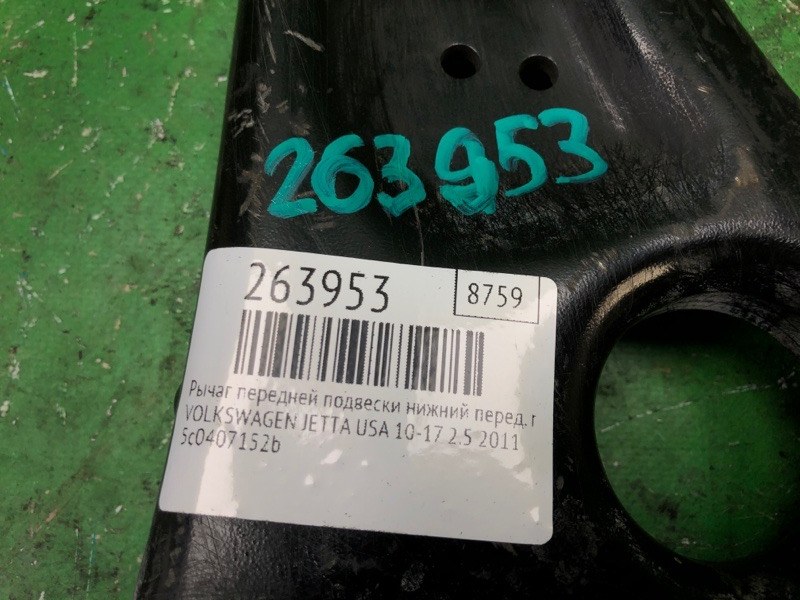 263953
263953
8759
Рычаг передней подвески нижний перед. г
VOLKSWAGEN JETTA USA 10-17 2.5 2011
5c0407152b